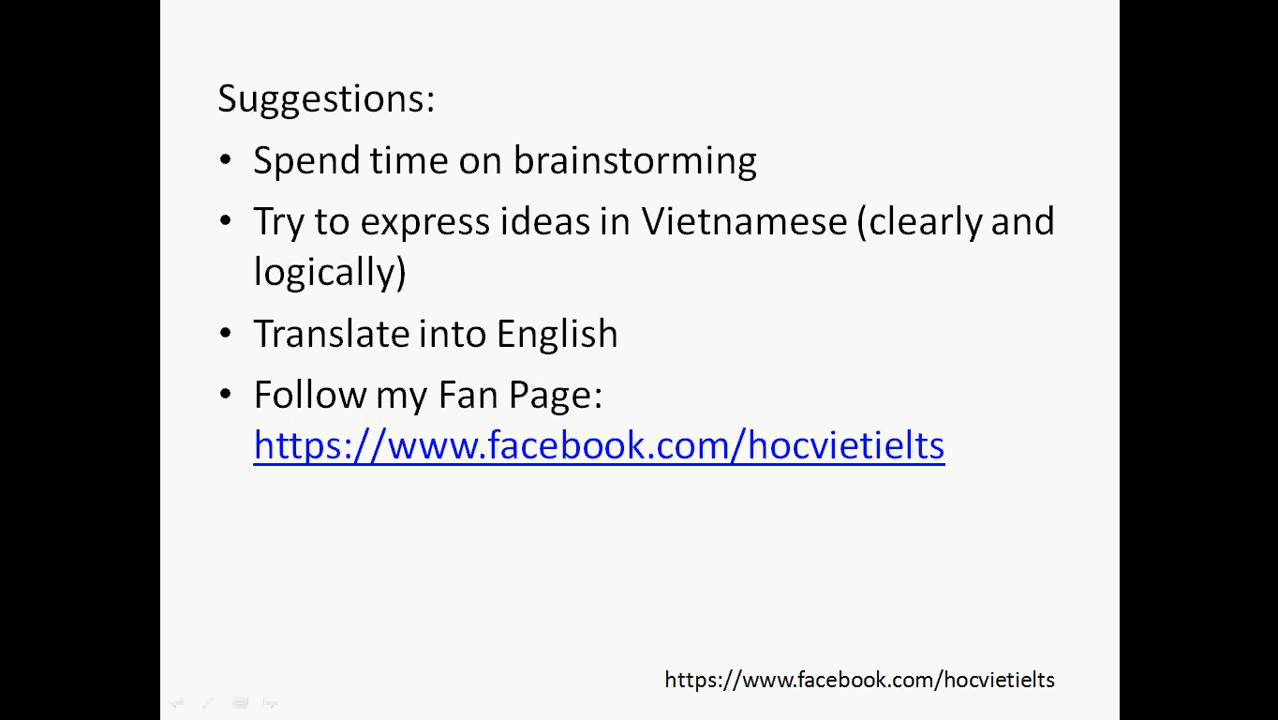 Suggestions:
• Spend time on brainstorming
• Try to express ideas in Vietnamese (clearly and
logically)
• Translate into English
• Follow my Fan Page:
https://www.facebook.com/hocvietielts
https://www.facebook.com/hocvietielts